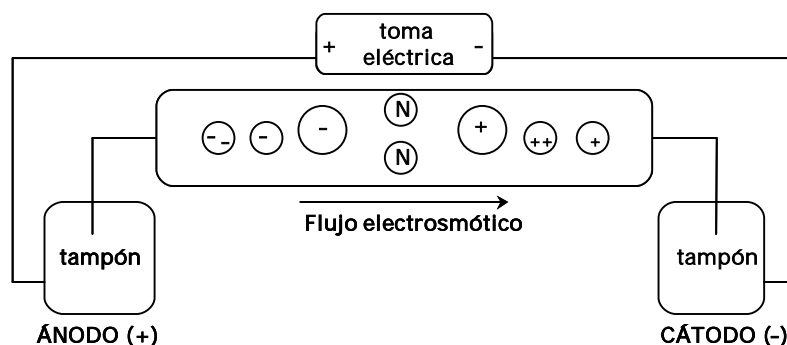 toma
+ eléctrica -
N
- - - - + ++ +
N
Flujo electrosmótico
tampón
tampón
ÁNODO (+)
CÁTODO (-)